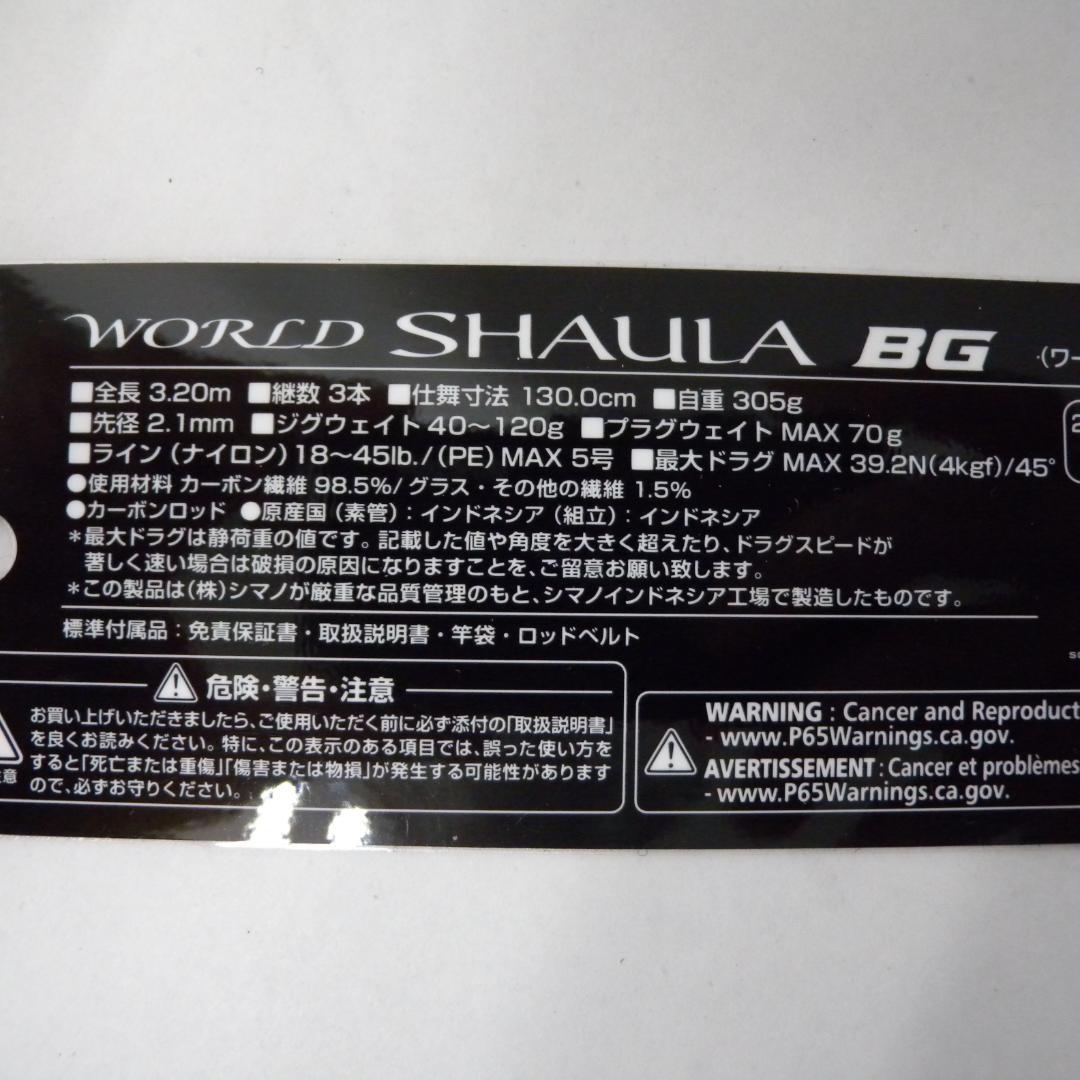 WORLD SHAULA BG (ワー
■全長 3.20m ■継数 3本 ■仕舞寸法 130.0cm ■自重 305g
■先径 2.1mm ■ジグウェイト 40〜120g ■プラグウェイト MAX 70g
■ライン (ナイロン) 18〜45lb./(PE) MAX 5号 ■最大ドラグ MAX 39.2N(4kgf)/45°
●使用材料 カーボン繊維 98.5%/ グラス・その他の繊維 1.5%
●カーボンロッド ●原産国 (素管) : インドネシア (組立) : インドネシア
*最大ドラグは静荷重の値です。記載した値や角度を大きく超えたり、ドラグスピードが
著しく速い場合は破損の原因になりますことを、ご留意お願い致します。
*この製品は(株)シマノが厳重な品質管理のもと、シマノインドネシア工場で製造したものです。
標準付属品 : 免責保証書・取扱説明書・竿袋・ロッドベルト
危険・警告・注意
お買い上げいただきましたら、ご使用いただく前に必ず添付の「取扱説明書」
を良くお読みください。特に、この表示のある項目では、誤った使い方を
すると「死亡または重傷」「傷害または物損」が発生する可能性があります
ので、必ずお守りください。
注意
WARNING : Cancer and Reproduct
- www.P65Warnings.ca.gov.
AVERTISSEMENT : Cancer et problèmes
- www.P65Warnings.ca.gov.